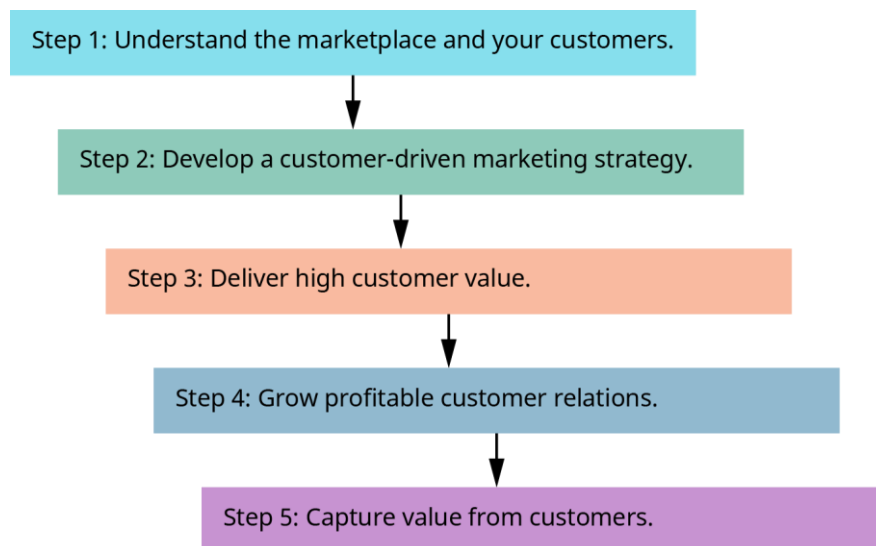 Step 1: Understand the marketplace and your customers.
Step 2: Develop a customer-driven marketing strategy.
Step 3: Deliver high customer value.
Step 4: Grow profitable customer relations.
Step 5: Capture value from customers.